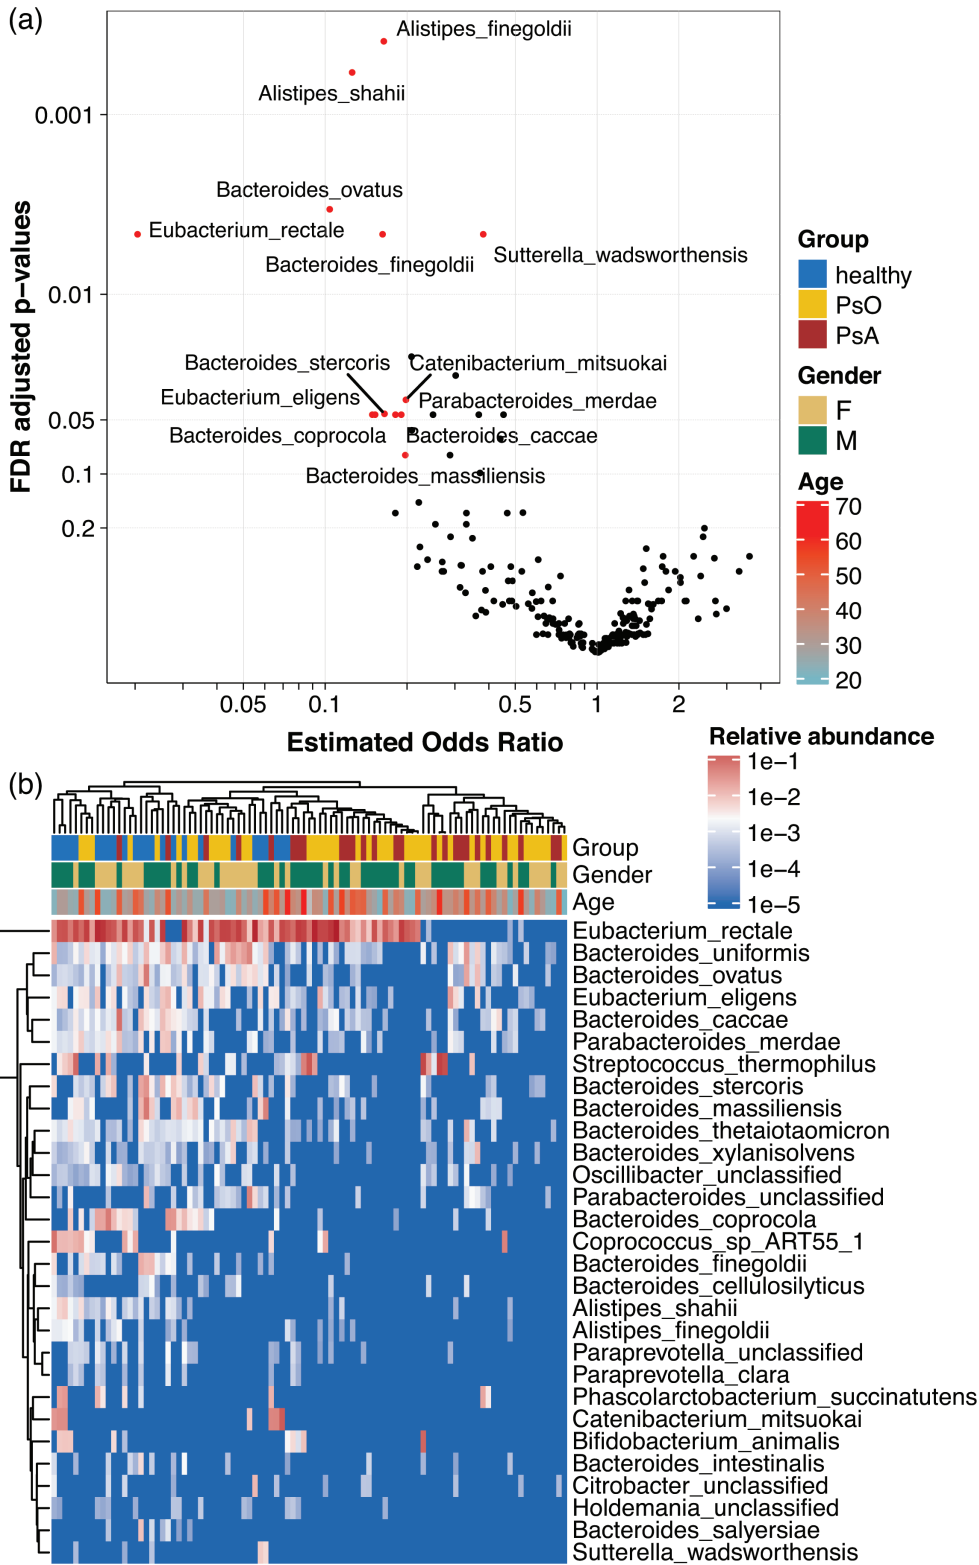 (a)
Alistipes_finegoldii
Alistipes_shahii
0.001
Bacteroides_ovatus
Eubacterium_rectale
Bacteroides_finegoldii
Sutterella_wadsworthensis
0.01
Bacteroides_stercoris
Catenibacterium_mitsuokai
Eubacterium_eligens
Parabacteroides_merdae
0.05
Bacteroides_coprocola
Bacteroides_caccae
0.1
Bacteroides_massiliensis
0.2
FDR adjusted p−values
0.05
0.1
0.5
1
2
Estimated Odds Ratio
Group
healthy
PsO
PsA
Gender
F
M
Age
70
60
50
40
30
20
Relative abundance
1e−1
1e−2
1e−3
1e−4
1e−5
(b)
Group
Gender
Age
Eubacterium_rectale
Bacteroides_uniformis
Bacteroides_ovatus
Eubacterium_eligens
Bacteroides_caccae
Parabacteroides_merdae
Streptococcus_thermophilus
Bacteroides_stercoris
Bacteroides_massiliensis
Bacteroides_thetaiotaomicron
Bacteroides_xylanisolvens
Oscillibacter_unclassified
Parabacteroides_unclassified
Bacteroides_coprocola
Coprococcus_sp_ART55_1
Bacteroides_finegoldii
Bacteroides_cellulosilyticus
Alistipes_shahii
Alistipes_finegoldii
Paraprevotella_unclassified
Paraprevotella_clara
Phascolarctobacterium_succinatutens
Catenibacterium_mitsuokai
Bifidobacterium_animalis
Bacteroides_intestinalis
Citrobacter_unclassified
Holdemania_unclassified
Bacteroides_salyersiae
Sutterella_wadsworthensis